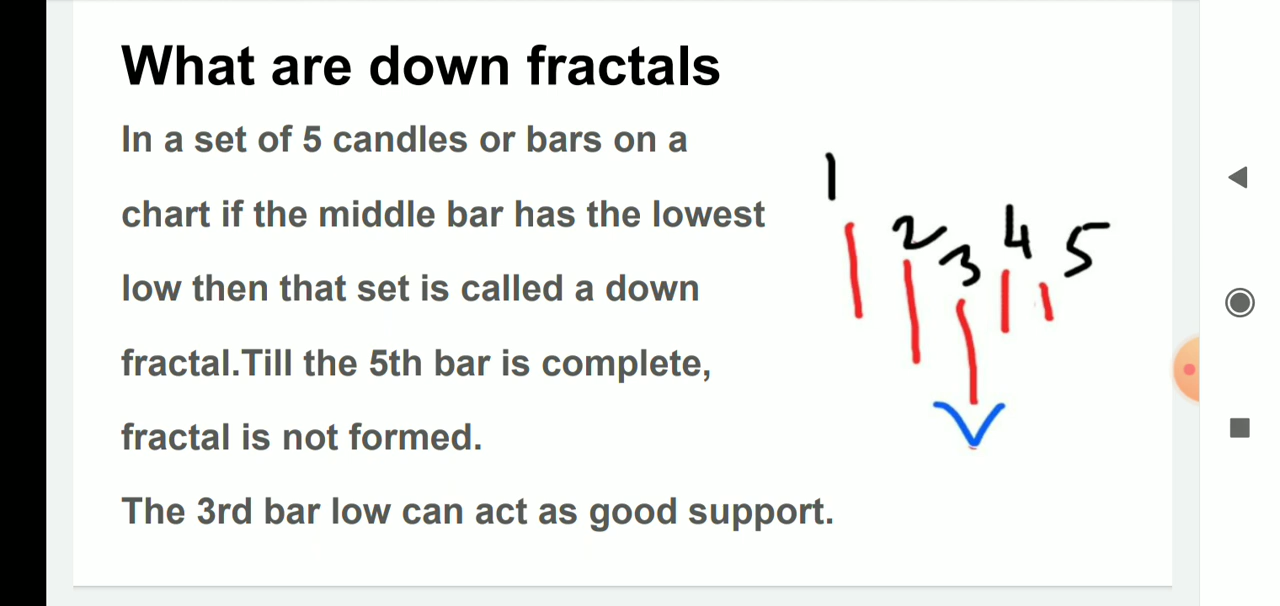 What are down fractals
In a set of 5 candles or bars on a
chart if the middle bar has the lowest
low then that set is called a down
fractal.Till the 5th bar is complete,
fractal is not formed.
The 3rd bar low can act as good support.
1
2
3
4
5